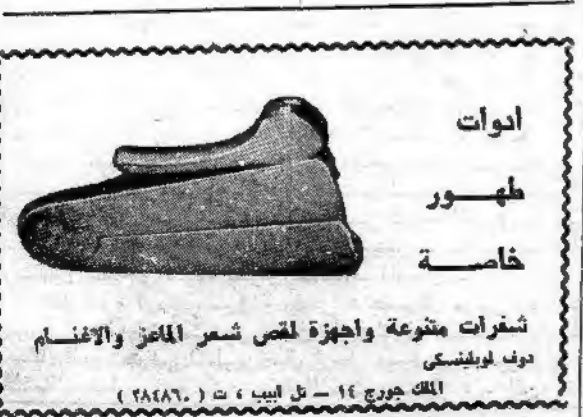 ادوات
طهـــور
خاصـــة
شفرات متنوعة واجهزة لقص شعر الماعز والاغنـــام
دوف لوبلينسكي
الملك جورج ١٤ — تل ابيب ، ت ( ٢٨٤٨٦٠ )